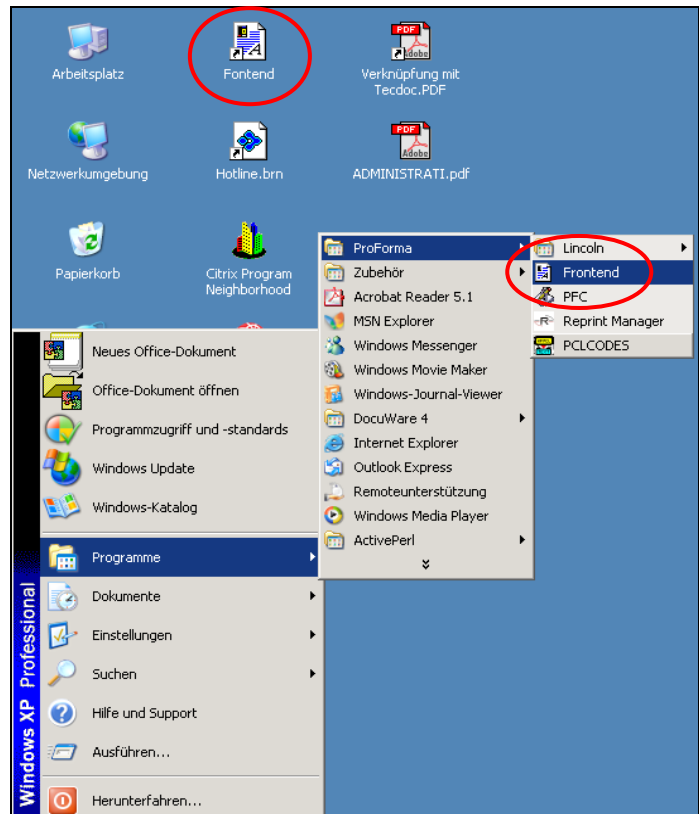 Arbeitsplatz
Fontend
Verknüpfung mit
Tecdoc.PDF
Netzwerkumgebung
Hotline.brn
ADMINISTRATI.pdf
Papierkorb
Citrix Program
Neighborhood
Neues Office-Dokument
Office-Dokument öffnen
Programmzugriff und -standards
Windows Update
Windows-Katalog
Programme
Dokumente
Einstellungen
Suchen
Hilfe und Support
Ausführen...
Herunterfahren...
Windows XP Professional
ProForma
Zubehör
Acrobat Reader 5.1
MSN Explorer
Windows Messenger
Windows Movie Maker
Windows-Journal-Viewer
DocuWare 4
Internet Explorer
Outlook Express
Remoteunterstützung
Windows Media Player
ActivePerl
Lincoln
Frontend
PFC
Reprint Manager
PCLCODES